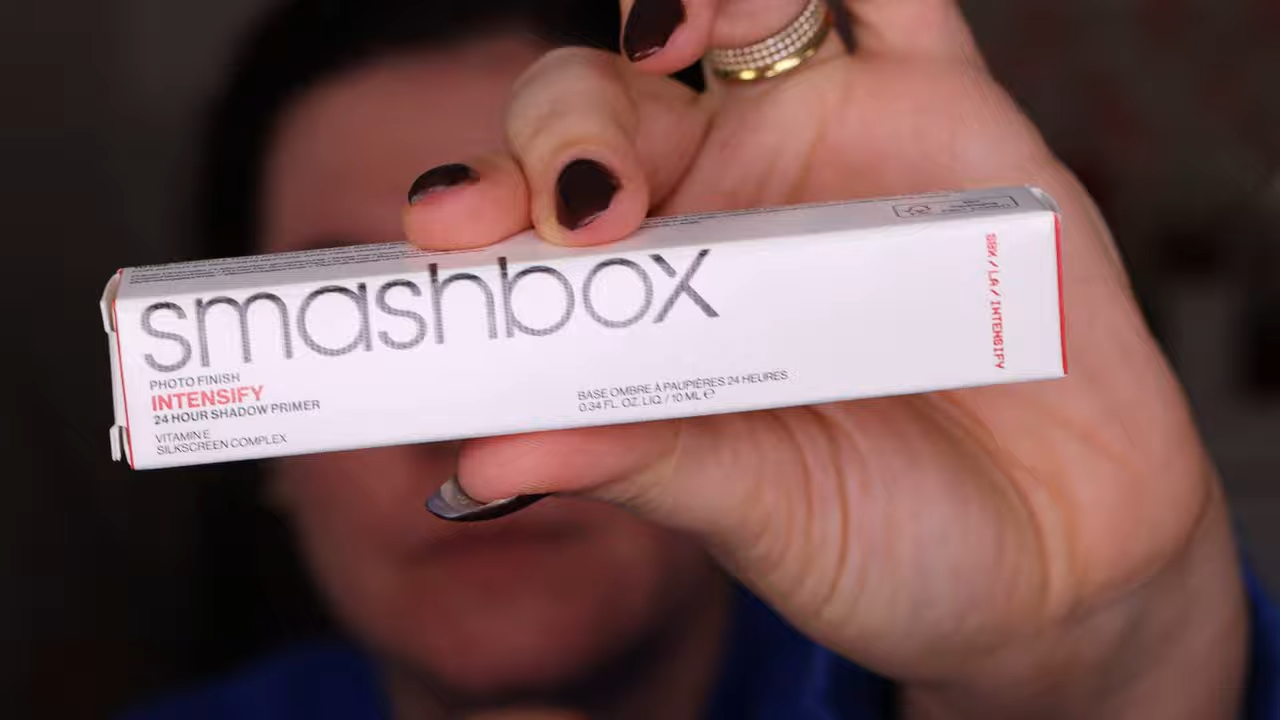 smashbox
PHOTO FINISH
INTENSIFY
24 HOUR SHADOW PRIMER
VITAMIN E
SILKSCREEN COMPLEX
BASE OMBRE À PAUPIÈRES 24 HEURES
0.34 FL. OZ. LIQ. / 10 ML ℮
SBX / LA / INTENSIFY